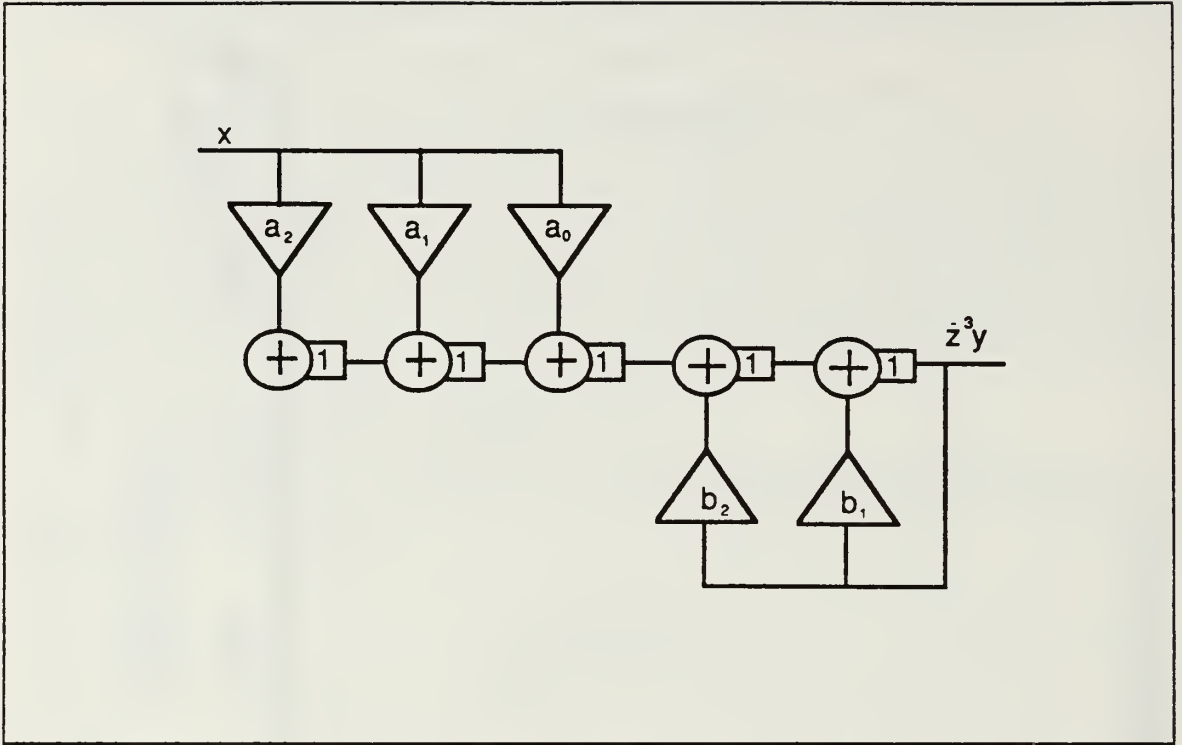 x
a₂ a₁ a₀
+ 1 + 1 + 1 + 1 + 1 z̄³y
b₂ b₁